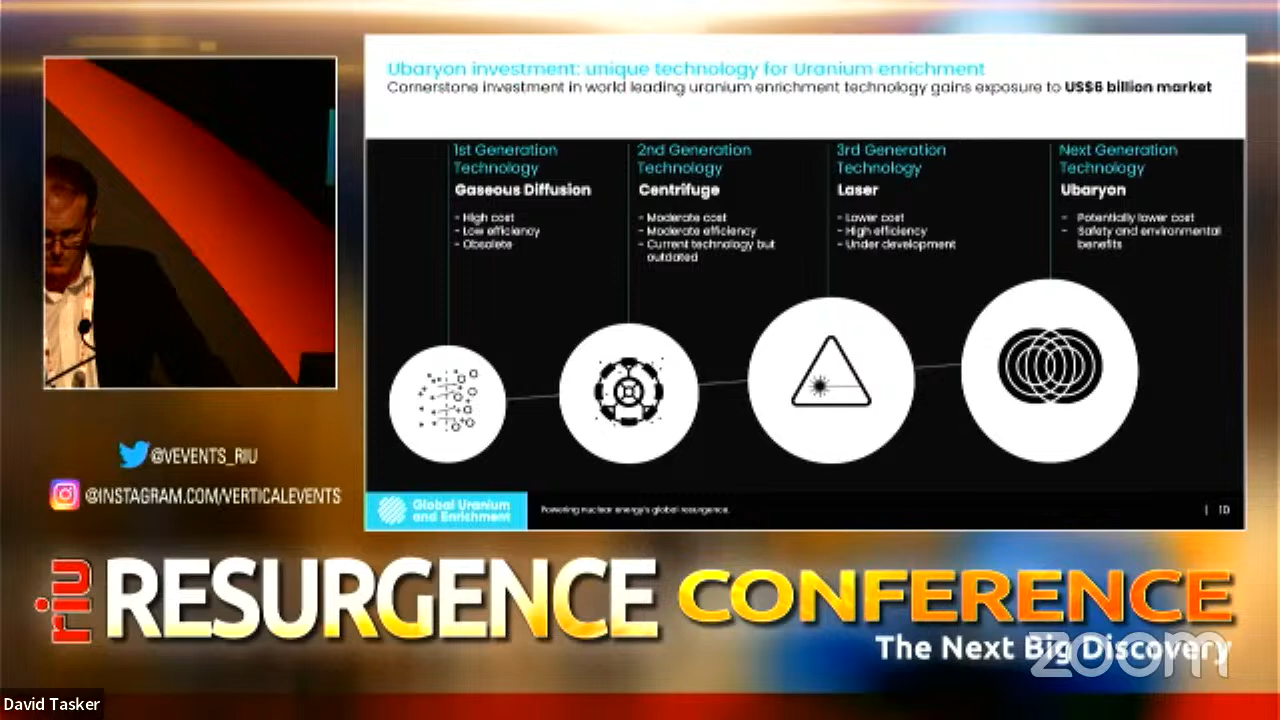 Ubaryon investment: unique technology for Uranium enrichment
Cornerstone investment in world leading uranium enrichment technology gains exposure to US$6 billion market
1st Generation
Technology
Gaseous Diffusion
- High cost
- Low efficiency
- Obsolete
2nd Generation
Technology
Centrifuge
- Moderate cost
- Moderate efficiency
- Current technology but
outdated
3rd Generation
Technology
Laser
- Lower cost
- High efficiency
- Under development
Next Generation
Technology
Ubaryon
- Potentially lower cost
- Safety and environmental
benefits
@VEVENTS_RIU
@INSTAGRAM.COM/VERTICALEVENTS
Global Uranium
and Enrichment
Powering nuclear energy's global resurgence.
| 10
riu RESURGENCE CONFERENCE
The Next Big Discovery
zoom
David Tasker